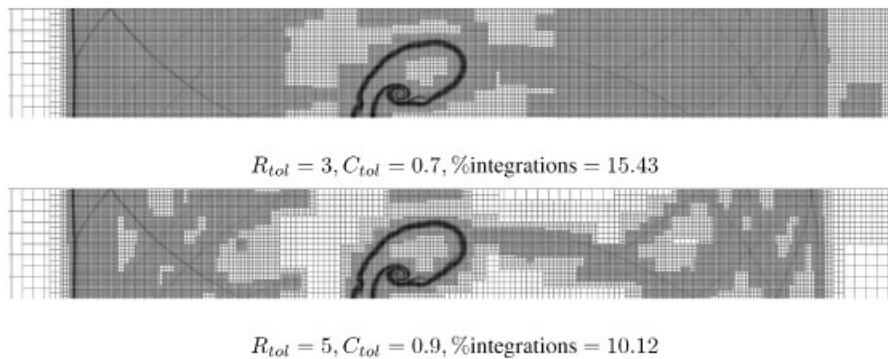 R_{tol} = 3, C_{tol} = 0.7, %integrations = 15.43
R_{tol} = 5, C_{tol} = 0.9, %integrations = 10.12